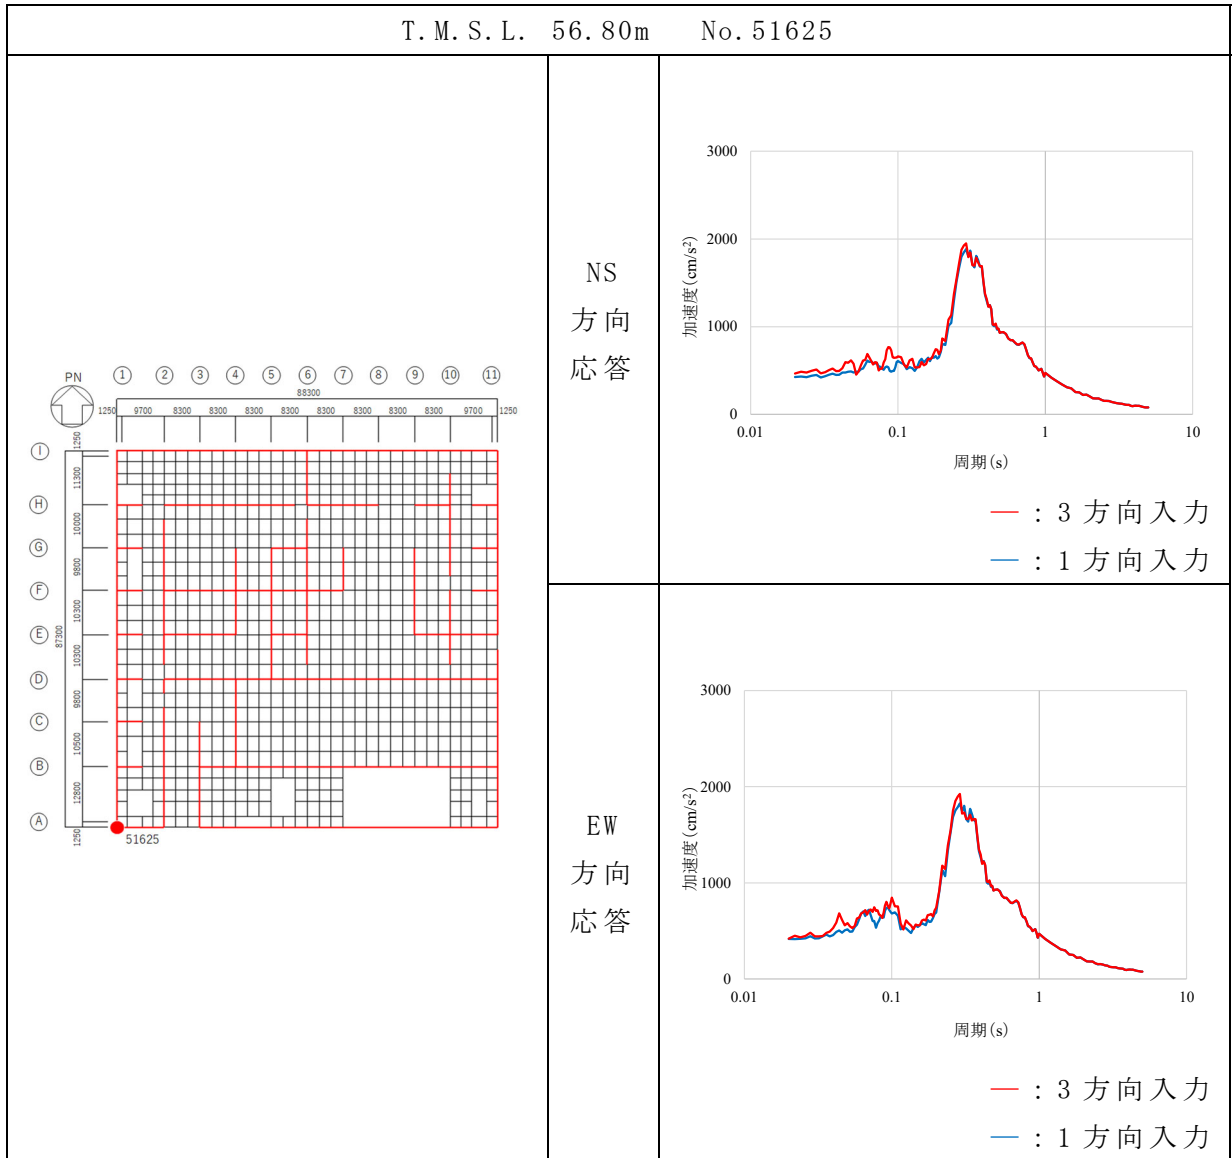 T.M.S.L. 56.80m No.51625
PN
① ② ③ ④ ⑤ ⑥ ⑦ ⑧ ⑨ ⑩ ⑪
88300
1250 9700 8300 8300 8300 8300 8300 8300 8300 8300 9700 1250
Ⓘ
Ⓗ
Ⓖ
Ⓕ
Ⓔ
Ⓓ
Ⓒ
Ⓑ
Ⓐ
87300
1250
11300
10000
9800
10300
10300
9800
10500
12800
1250
51625
NS
方向
応答
3000
2000
1000
0
加速度(cm/s²)
0.01 0.1 1 10
周期(s)
: 3方向入力
: 1方向入力
EW
方向
応答
3000
2000
1000
0
加速度(cm/s²)
0.01 0.1 1 10
周期(s)
: 3方向入力
: 1方向入力